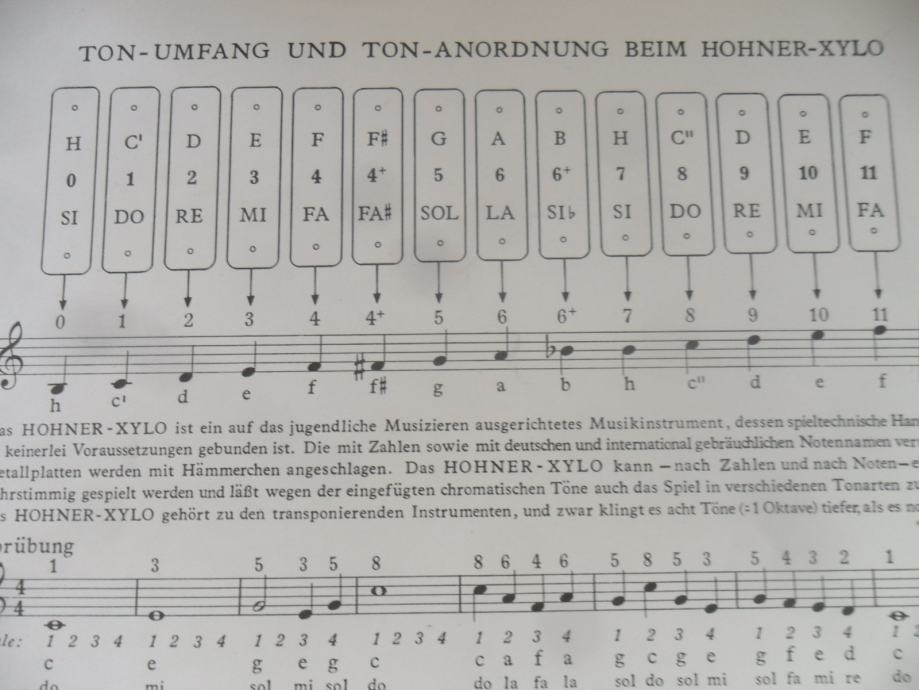 TON-UMFANG UND TON-ANORDNUNG BEIM HOHNER-XYLO
H C' D E F F# G A B H C" D E F
0 1 2 3 4 4+ 5 6 6+ 7 8 9 10 11
SI DO RE MI FA FA# SOL LA SI♭ SI DO RE MI FA
0 1 2 3 4 4+ 5 6 6+ 7 8 9 10 11
h c' d e f f# g a b h c" d e f
HOHNER-XYLO ist ein auf das jugendliche Musizieren ausgerichtetes Musikinstrument, dessen spieltechnische
keinerlei Voraussetzungen gebunden ist. Die mit Zahlen sowie mit deutschen und international gebräuchlichen Notennamen
werden mit Hämmerchen angeschlagen. Das HOHNER-XYLO kann — nach Zahlen und nach Noten —
gespielt werden und läßt wegen der eingefügten chromatischen Töne auch das Spiel in verschiedenen Tonarten
HOHNER-XYLO gehört zu den transponierenden Instrumenten, und zwar klingt es acht Töne (=1 Oktave) tiefer, als es
rübung
1 3 5 3 5 8 8 6 4 6 5 8 5 3 5 4 3 2 1
4
4
1 2 3 4 1 2 3 4 1 2 3 4 1 2 3 4 1 2 3 4 1 2 3 4 1 2 3 4 1
c e g e g c c a f a g c g e g f e d c
do mi sol mi sol do do la fa la sol do sol mi sol fa mi re do